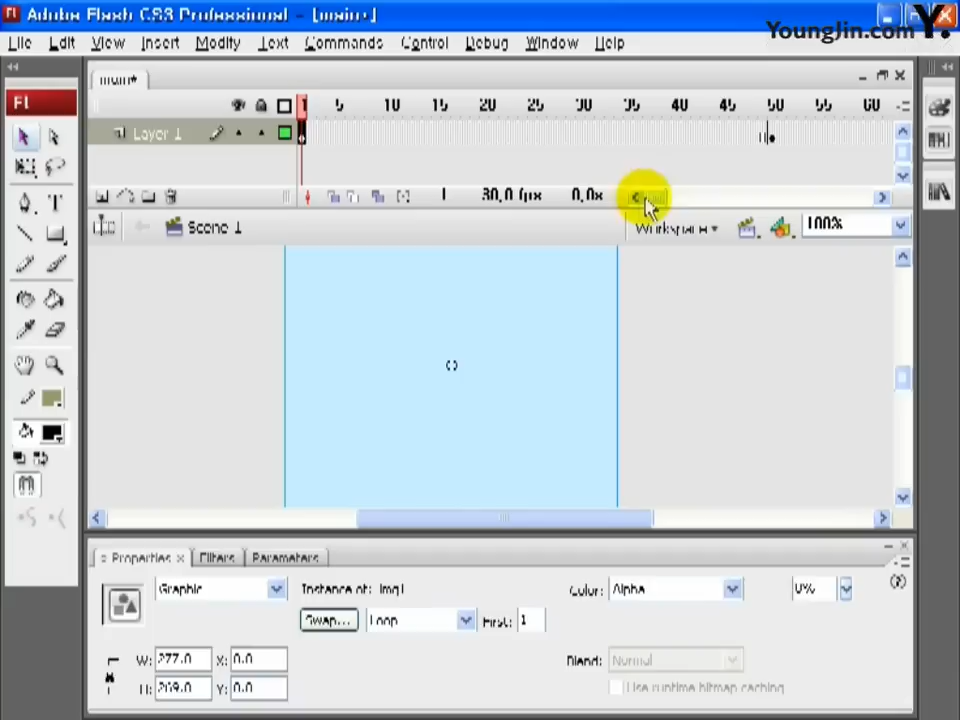 Adobe Flash CS3 Professional - [main*]
YoungJin.com Y.
File Edit View Insert Modify Text Commands Control Debug Window Help
main*
Fl
1 5 10 15 20 25 30 35 40 45 50 55 60
Layer 1
1 30.0 fps 0.0s
Scene 1
Workspace
100%
Properties x Filters Parameters
Graphic
Instance of: img1
Color: Alpha 0%
Swap... Loop First: 1
W: 277.0 X: 0.0
Blend: Normal
H: 269.0 Y: 0.0
Use runtime bitmap caching